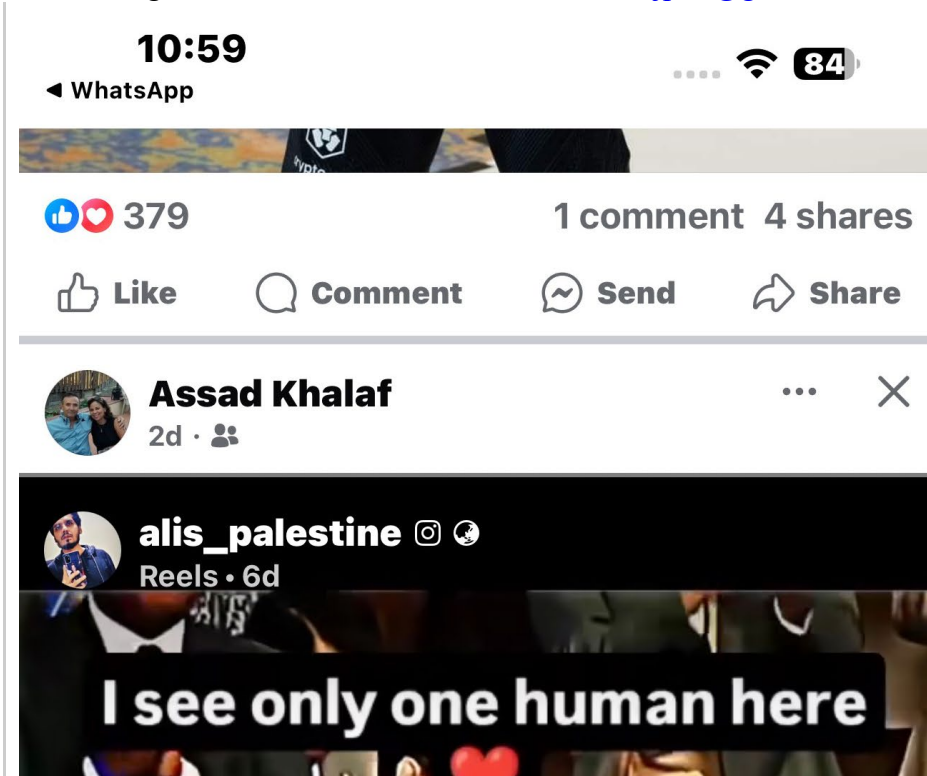 10:59
◀ WhatsApp
84
379
1 comment 4 shares
Like Comment Send Share
Assad Khalaf
2d ·
alis_palestine
Reels • 6d
I see only one human here